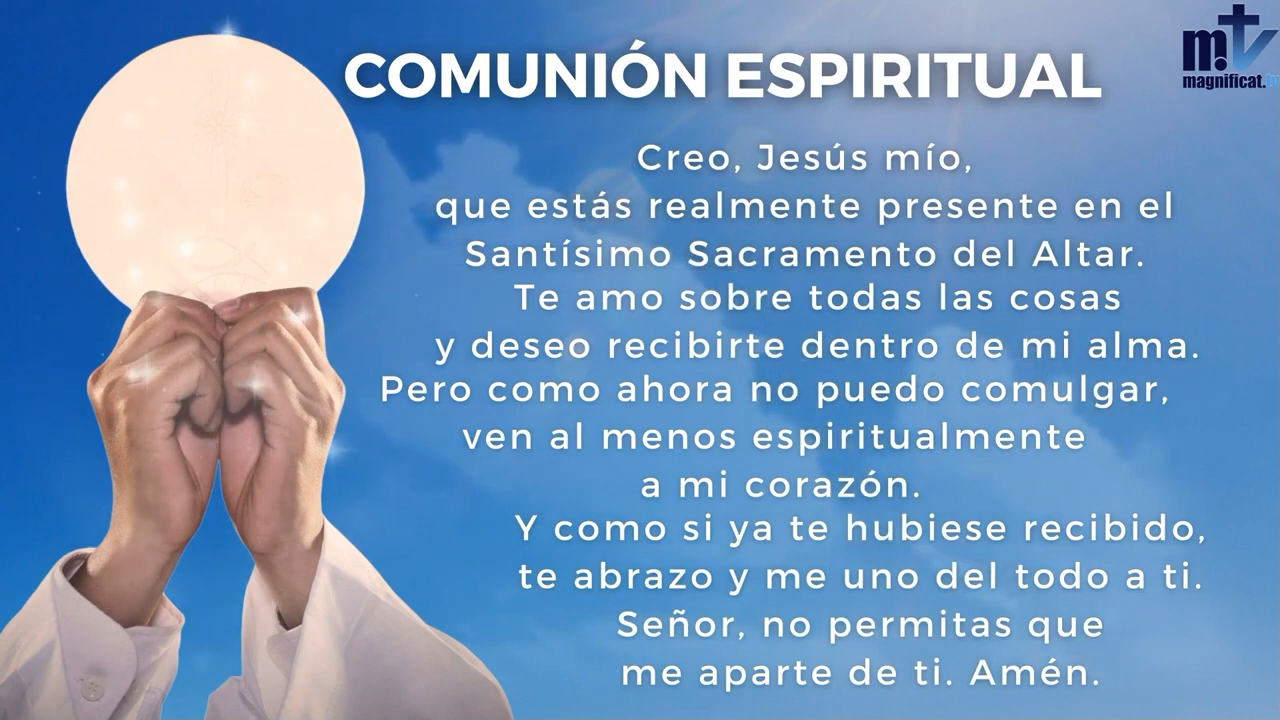 COMUNIÓN ESPIRITUAL
Creo, Jesús mío,
que estás realmente presente en el
Santísimo Sacramento del Altar.
Te amo sobre todas las cosas
y deseo recibirte dentro de mi alma.
Pero como ahora no puedo comulgar,
ven al menos espiritualmente
a mi corazón.
Y como si ya te hubiese recibido,
te abrazo y me uno del todo a ti.
Señor, no permitas que
me aparte de ti. Amén.
mtv
magnificat.tv